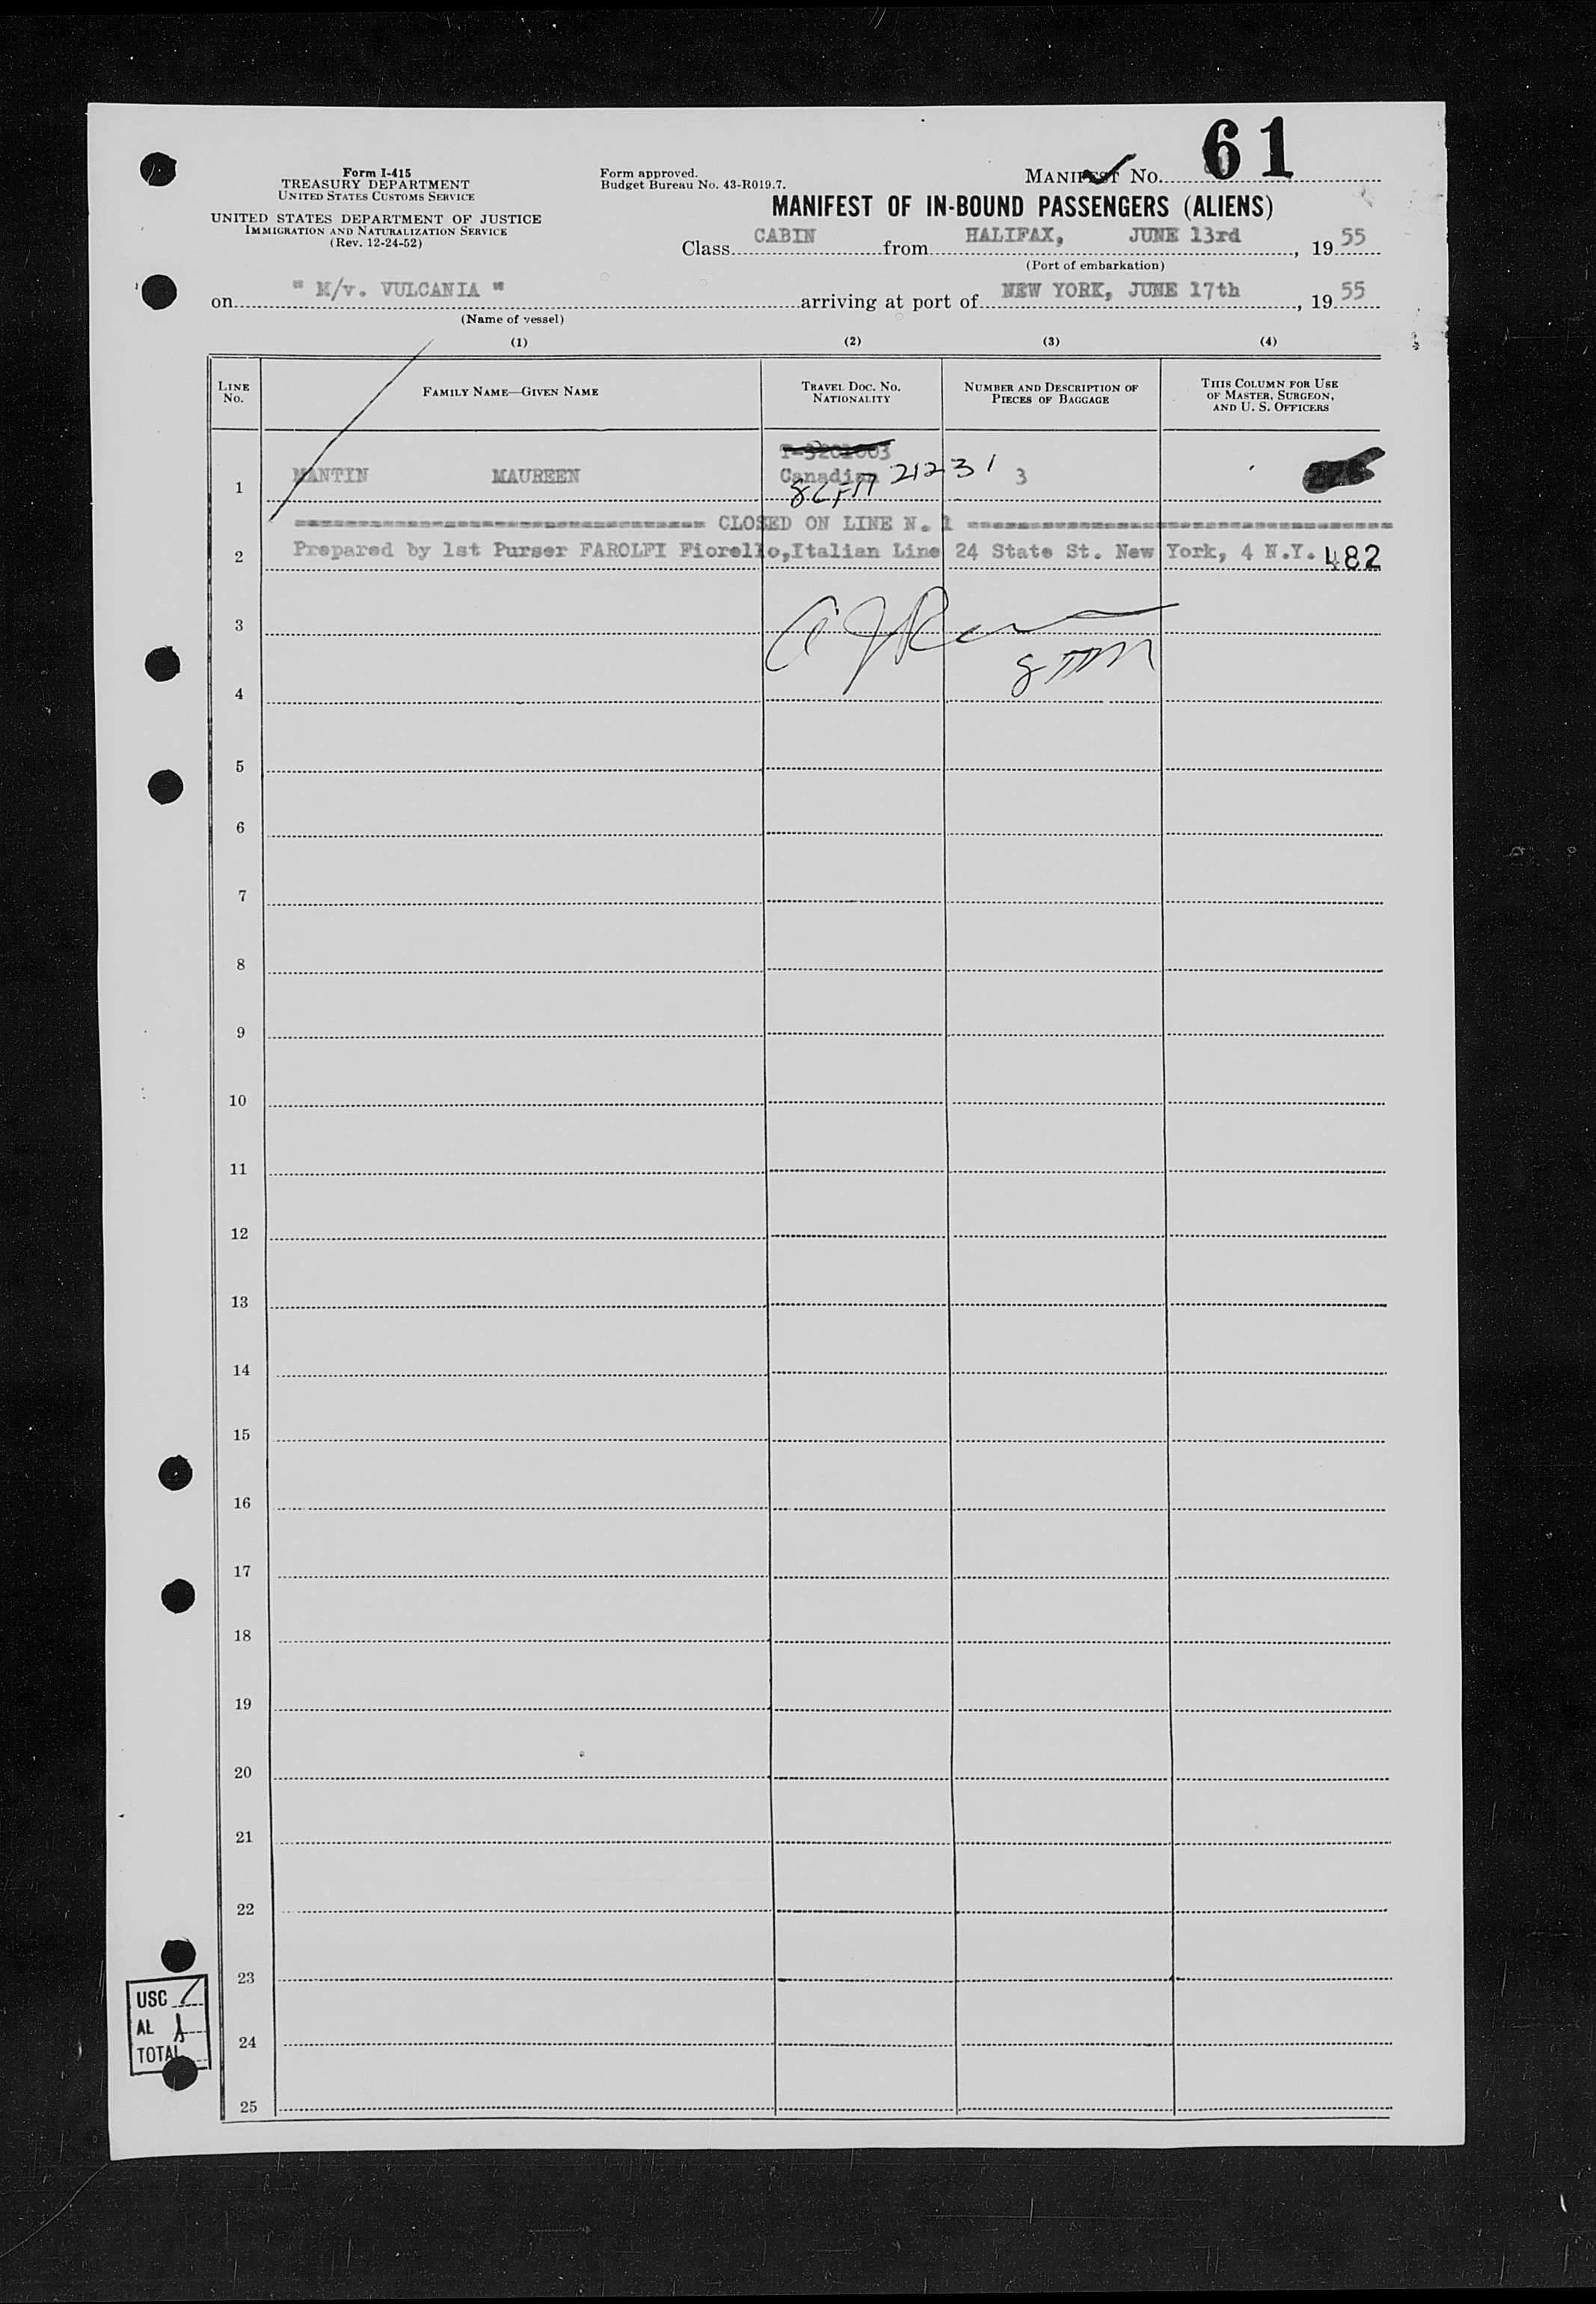 61
Form I-415
TREASURY DEPARTMENT
UNITED STATES CUSTOMS SERVICE
UNITED STATES DEPARTMENT OF JUSTICE
IMMIGRATION AND NATURALIZATION SERVICE
(Rev. 12-24-52)
Form approved.
Budget Bureau No. 43-R019.7.
MANIFEST No.
MANIFEST OF IN-BOUND PASSENGERS (ALIENS)
Class CABIN from HALIFAX, JUNE 13rd, 1955
(Port of embarkation)
on " M/v. VULCANIA " arriving at port of NEW YORK, JUNE 17th, 1955
(Name of vessel)
(1) (2) (3) (4)
LINE No. FAMILY NAME—GIVEN NAME TRAVEL DOC. No. NATIONALITY NUMBER AND DESCRIPTION OF PIECES OF BAGGAGE THIS COLUMN FOR USE OF MASTER, SURGEON, AND U. S. OFFICERS
1 MANTIN MAUREEN Canadian 21231 3
CLOSED ON LINE N. 1
2 Prepared by 1st Purser FAROLFI Fiorello, Italian Line 24 State St. New York, 4 N.Y. 482
3
4
5
6
7
8
9
10
11
12
13
14
15
16
17
18
19
20
21
22
23
24
25
USC
AL 1
TOTAL